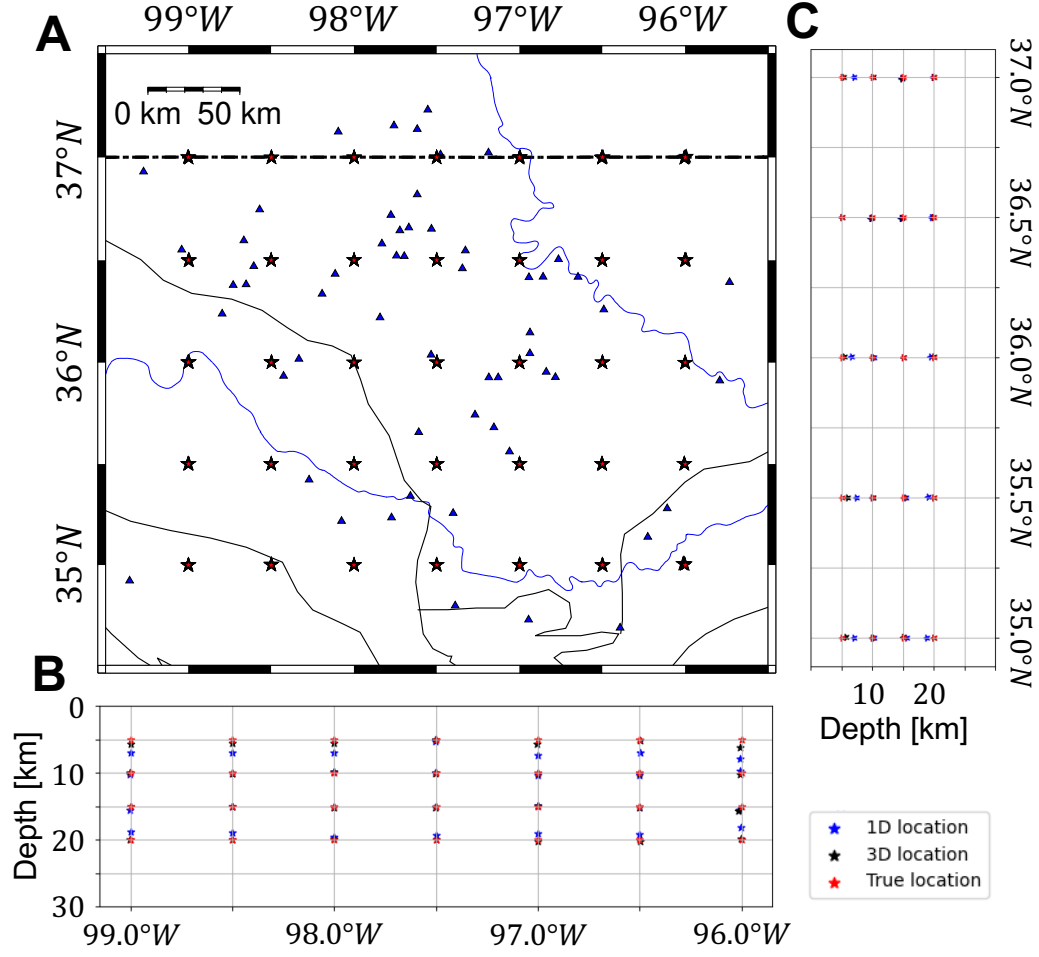 A
99°W 98°W 97°W 96°W
C
0 km 50 km
37°N
36°N
35°N
37.0°N
36.5°N
36.0°N
35.5°N
35.0°N
10 20
Depth [km]
B
0
10
20
30
Depth [km]
99.0°W 98.0°W 97.0°W 96.0°W
1D location
3D location
True location